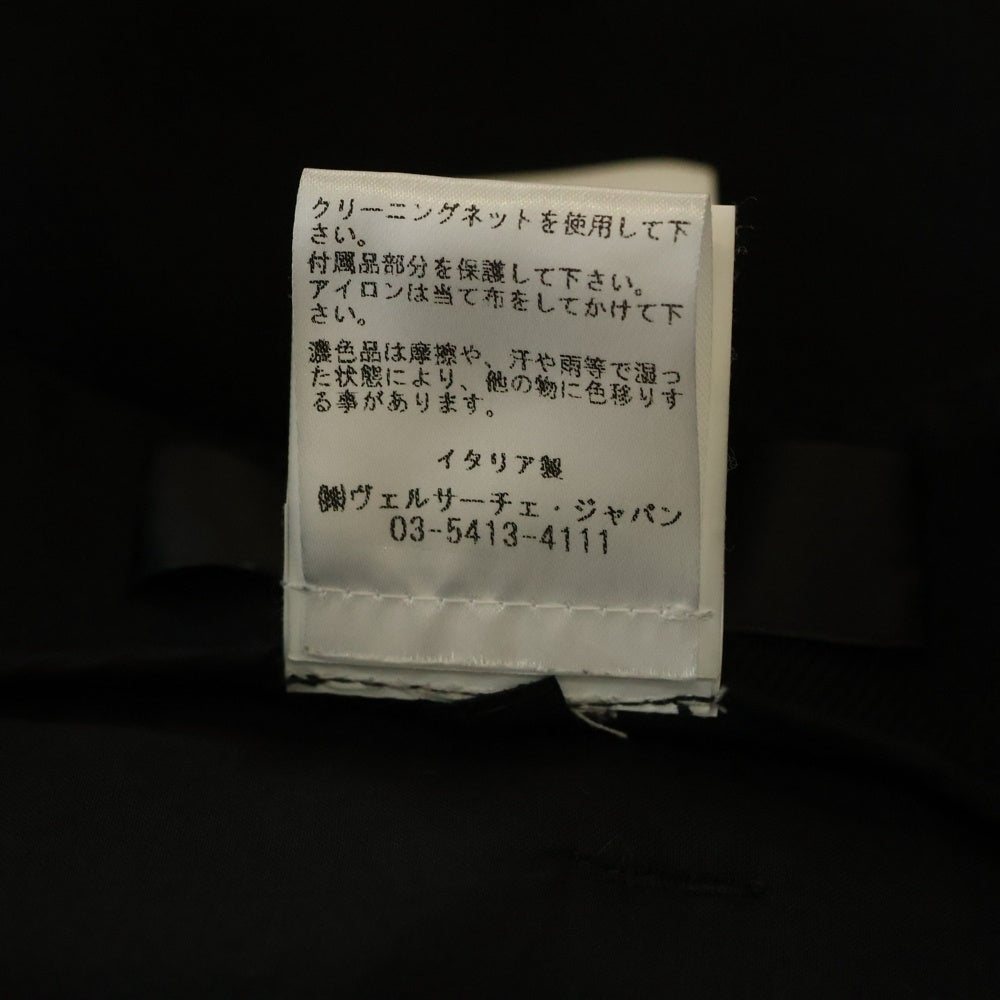 クリーニングネットを使用して下
さい。
付属品部分を保護して下さい。
アイロンは当て布をしてかけて下
さい。
濃色品は摩擦や、汗や雨等で湿っ
た状態により、他の物に色移りす
る事があります。
イタリア製
㈱ヴェルサーチェ・ジャパン
03-5413-4111